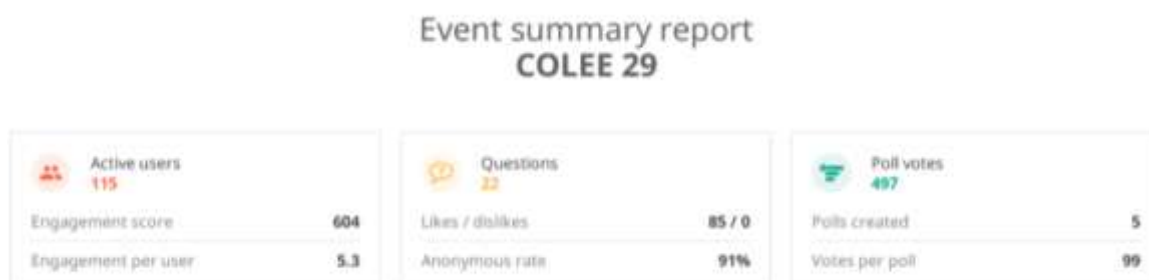 Event summary report
COLEE 29
Active users
115
Engagement score 604
Engagement per user 5.3
Questions
22
Likes / dislikes 85 / 0
Anonymous rate 91%
Poll votes
497
Polls created 5
Votes per poll 99